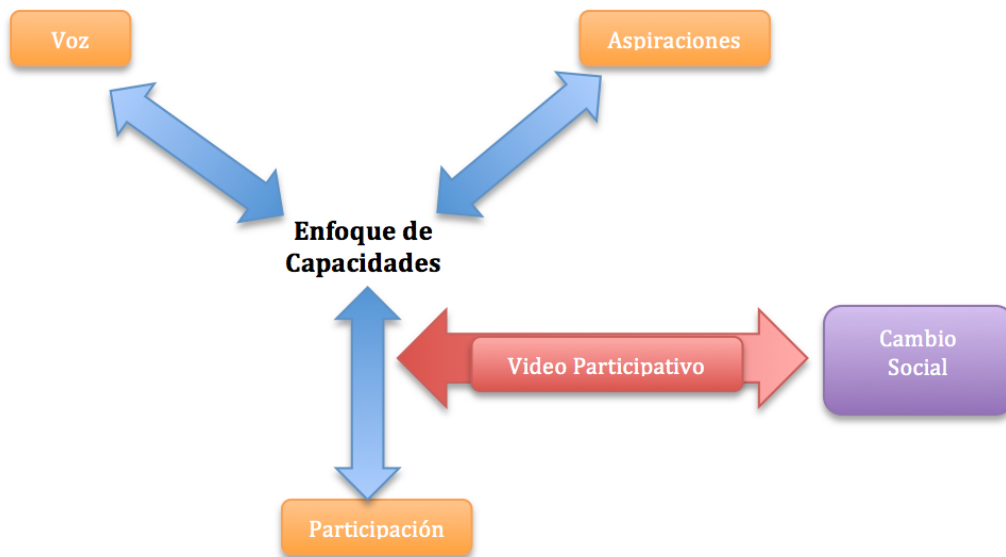 Voz
Aspiraciones
Enfoque de
Capacidades
Video Participativo
Cambio
Social
Participación